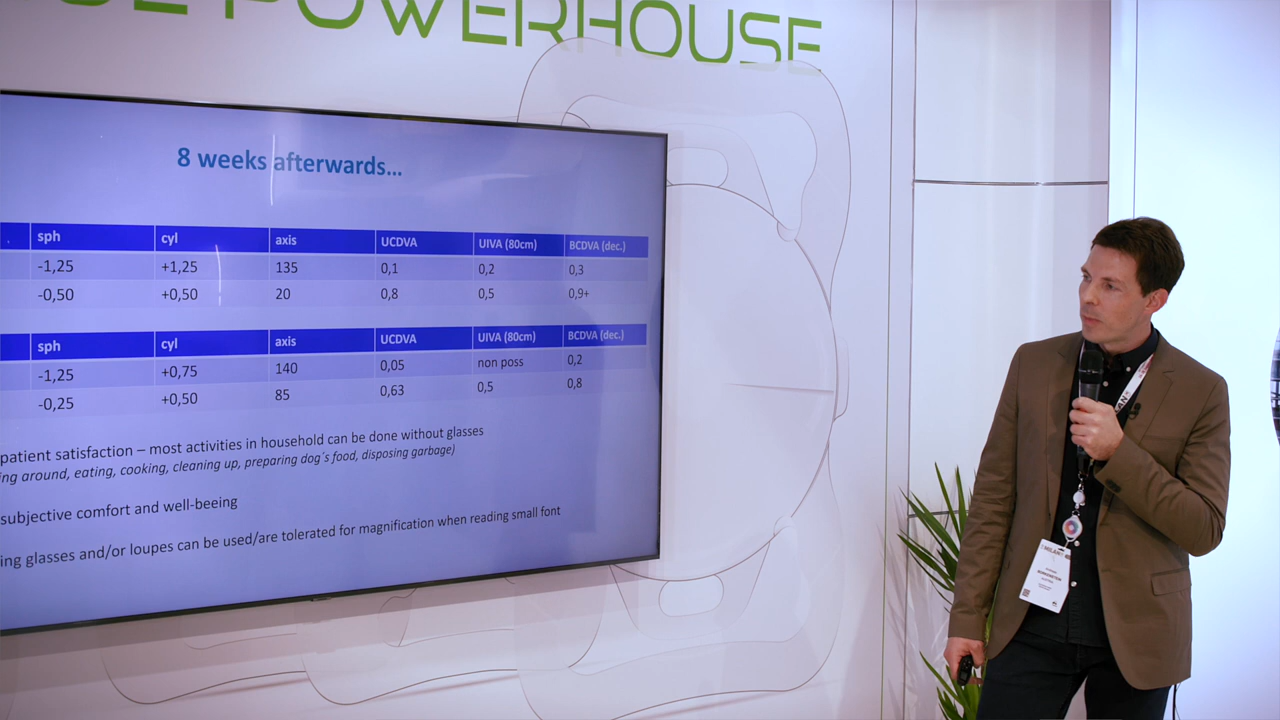 POWERHOUSE
8 weeks afterwards...
sph cyl axis UCDVA UIVA (80cm) BCDVA (dec.)
-1,25 +1,25 135 0,1 0,2 0,3
-0,50 +0,50 20 0,8 0,5 0,9+
sph cyl axis UCDVA UIVA (80cm) BCDVA (dec.)
-1,25 +0,75 140 0,05 non poss 0,2
-0,25 +0,50 85 0,63 0,5 0,8
patient satisfaction – most activities in household can be done without glasses
ing around, eating, cooking, cleaning up, preparing dog´s food, disposing garbage)
subjective comfort and well-beeing
ing glasses and/or loupes can be used/are tolerated for magnification when reading small font
MILAN